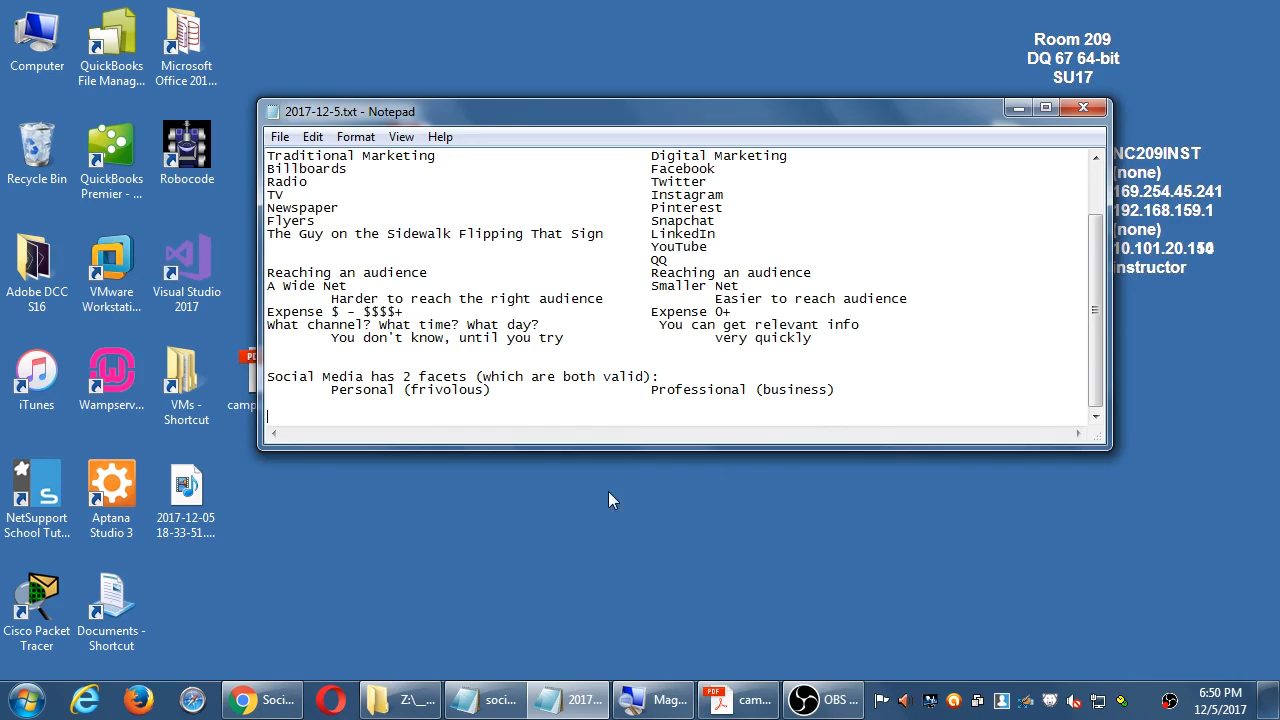 Computer
QuickBooks
File Manag...
Microsoft
Office 201...
Room 209
DQ 67 64-bit
SU17
2017-12-5.txt - Notepad
File Edit Format View Help
Traditional Marketing Digital Marketing
Billboards Facebook
Radio Twitter
TV Instagram
Newspaper Pinterest
Flyers Snapchat
The Guy on the Sidewalk Flipping That Sign LinkedIn
YouTube
QQ
Reaching an audience Reaching an audience
A Wide Net Smaller Net
Harder to reach the right audience Easier to reach audience
Expense $ - $$$$+ Expense 0+
What channel? What time? What day? You can get relevant info
You don't know, until you try very quickly
Social Media has 2 facets (which are both valid):
Personal (frivolous) Professional (business)
NC209INST
(none)
169.254.45.241
192.168.159.1
(none)
instructor
Recycle Bin
QuickBooks
Premier - ...
Robocode
Adobe DCC
S16
VMware
Workstati...
Visual Studio
2017
iTunes
Wampserv...
VMs -
Shortcut
PDF
camp
NetSupport
School Tut...
Aptana
Studio 3
2017-12-05
18-33-51....
Cisco Packet
Tracer
Documents -
Shortcut
Soci...
Z:\_...
soci...
2017...
Mag...
PDF
cam...
OBS ...
6:50 PM
12/5/2017